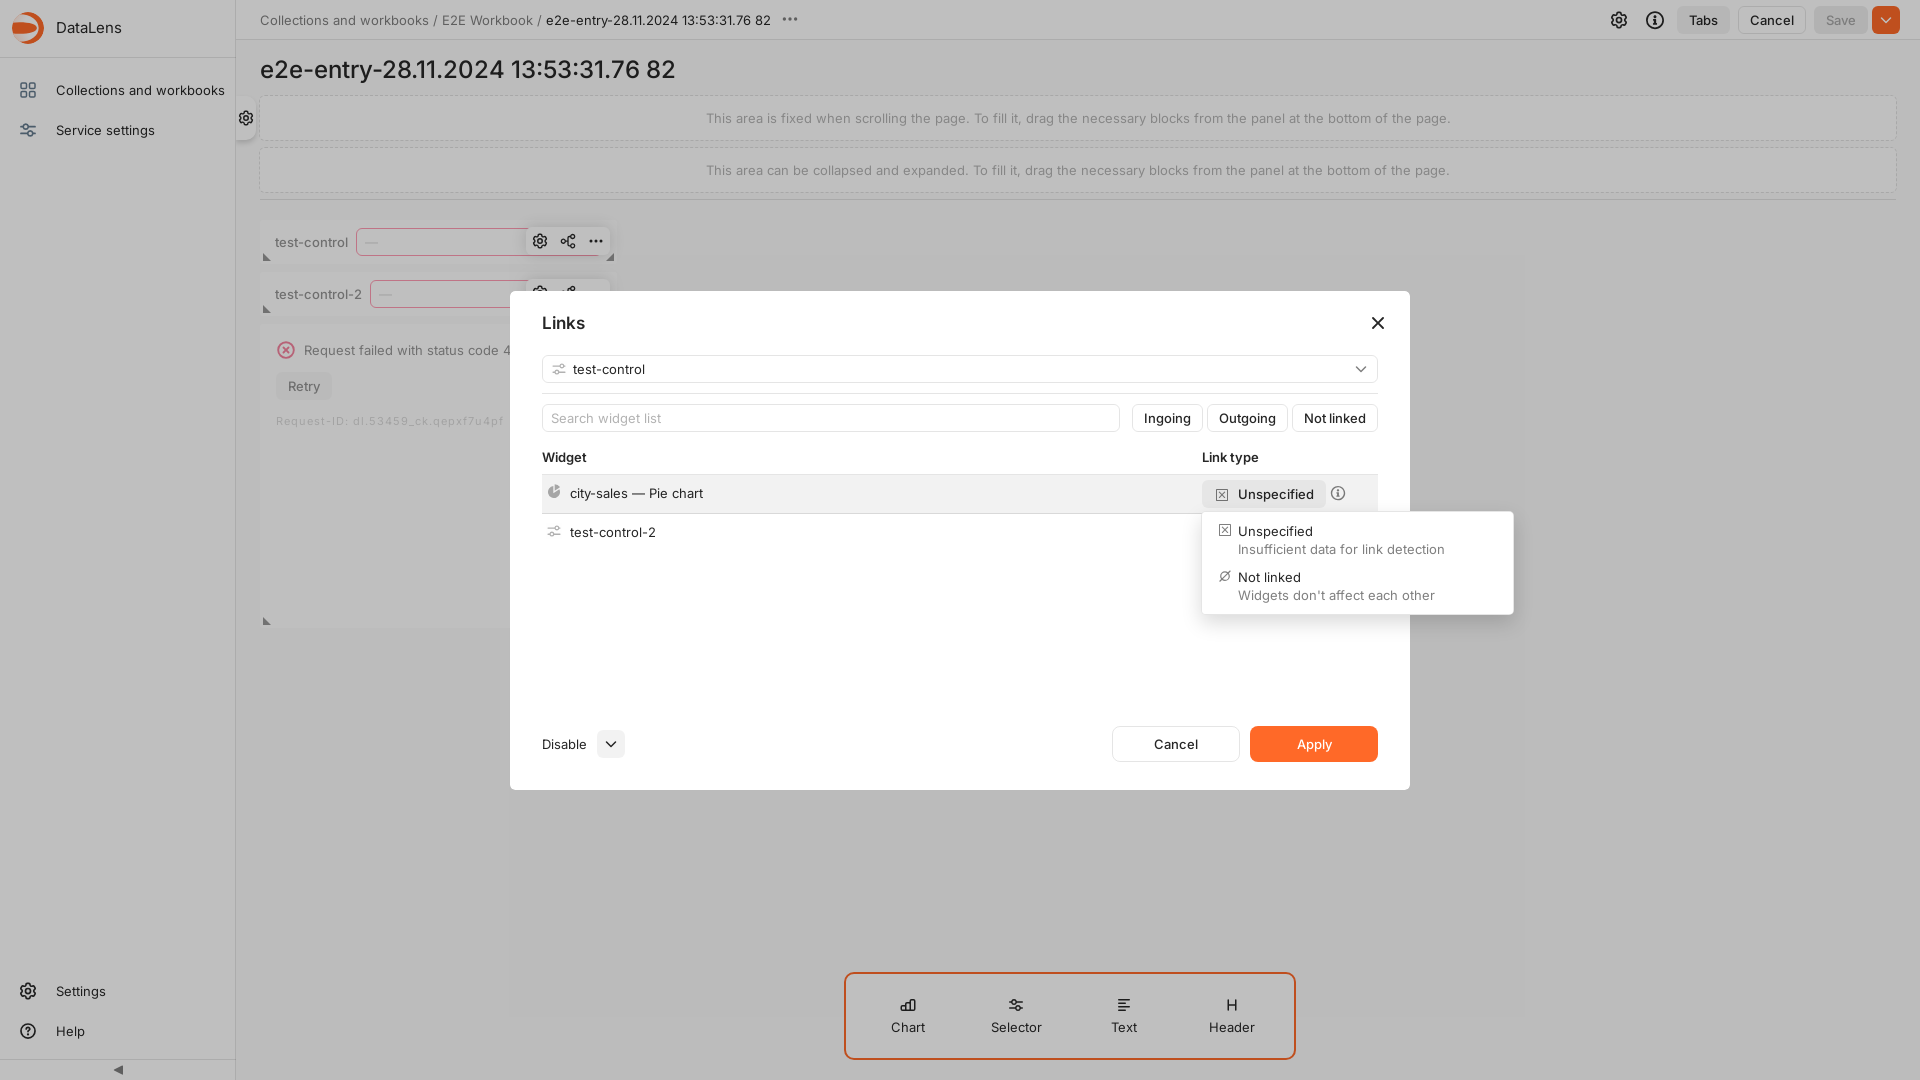 DataLens
Collections and workbooks / E2E Workbook / e2e-entry-28.11.2024 13:53:31.76 82
Tabs
Cancel
Save
Collections and workbooks
Service settings
e2e-entry-28.11.2024 13:53:31.76 82
This area is fixed when scrolling the page. To fill it, drag the necessary blocks from the panel at the bottom of the page.
This area can be collapsed and expanded. To fill it, drag the necessary blocks from the panel at the bottom of the page.
test-control —
test-control-2 —
Request failed with status code 4
Retry
Request-ID: dl.53459_ck.qepxf7u4pf
Links
test-control
Search widget list
Ingoing
Outgoing
Not linked
Widget
Link type
city-sales — Pie chart
Unspecified
test-control-2
Unspecified
Insufficient data for link detection
Not linked
Widgets don't affect each other
Disable
Cancel
Apply
Chart
Selector
Text
H
Header
Settings
Help